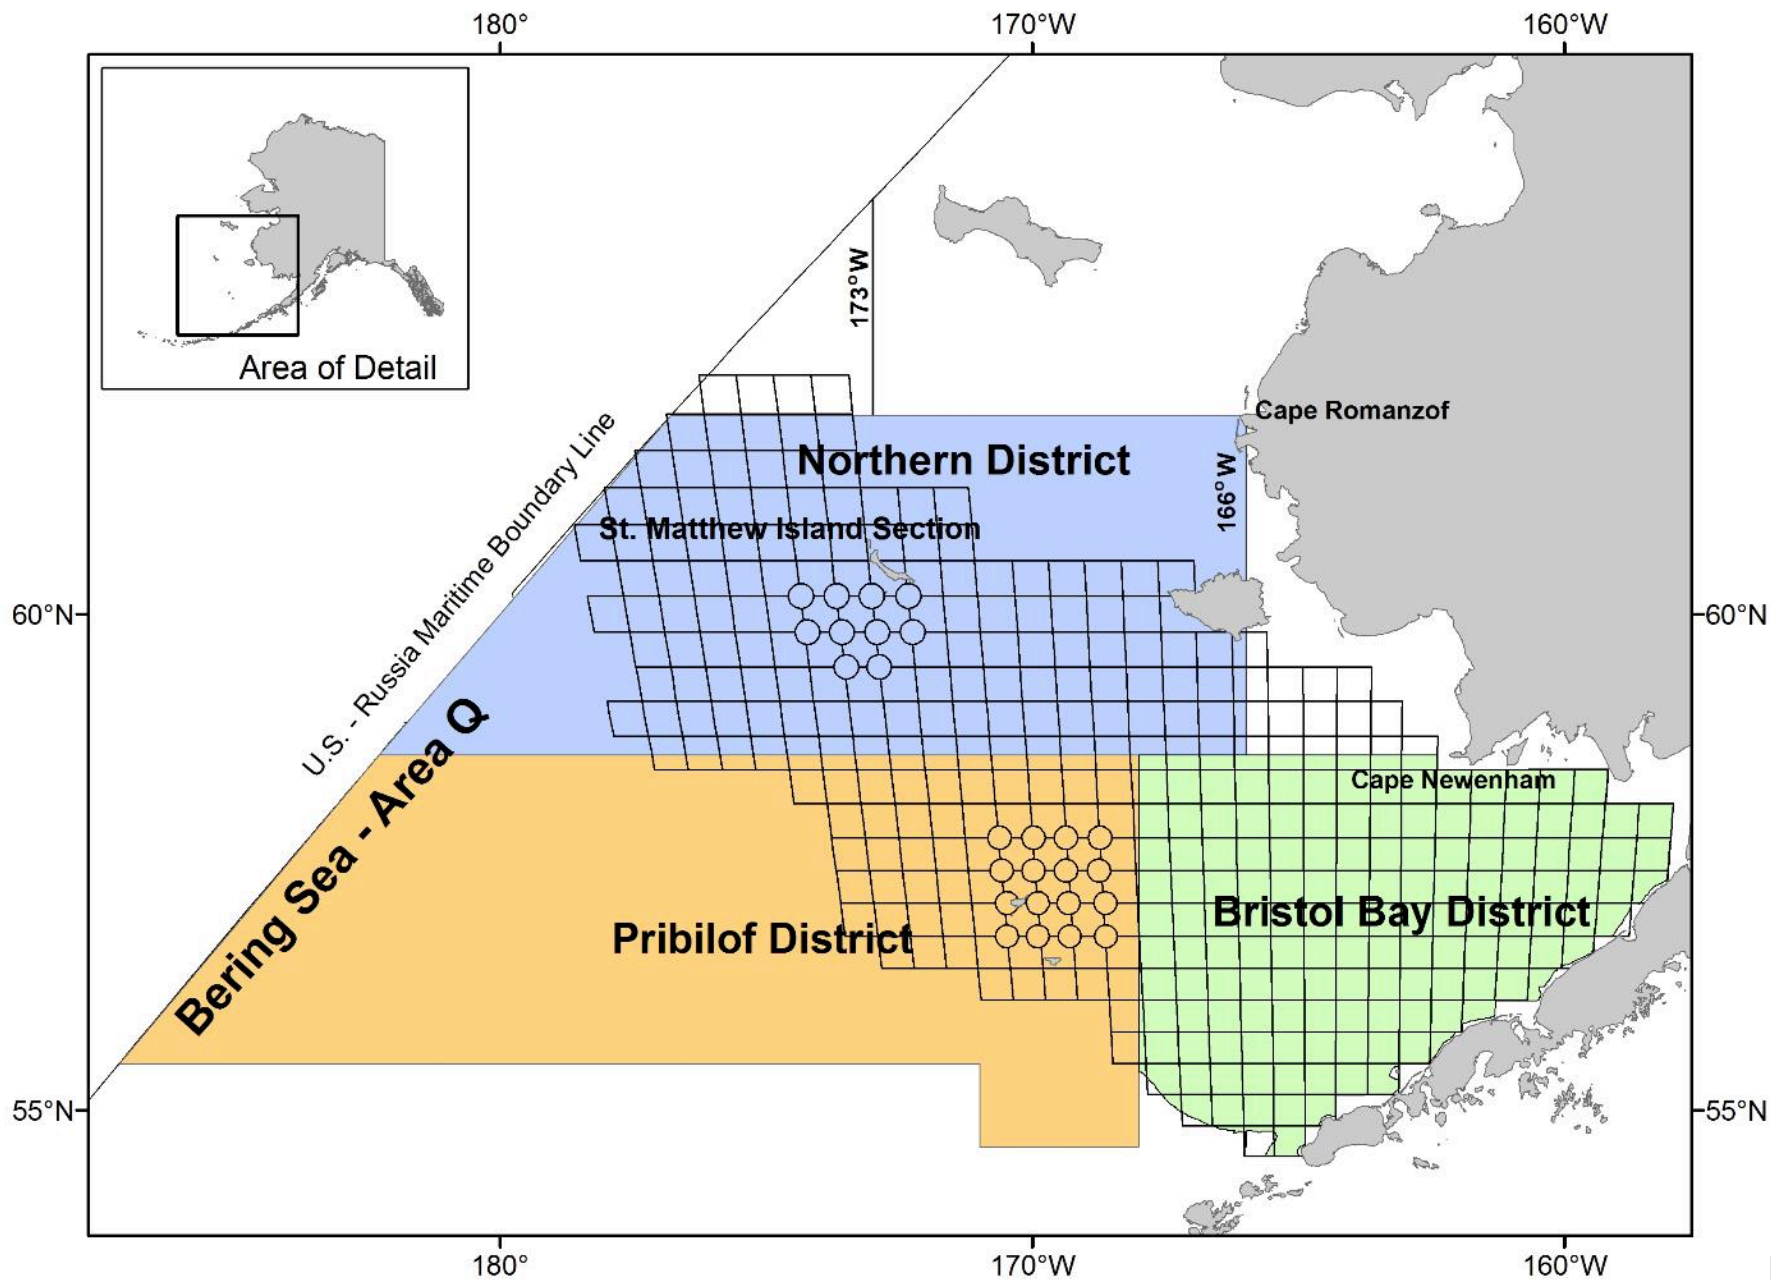 180°
170°W
160°W
Area of Detail
173°W
Cape Romanzof
Northern District
166°W
St. Matthew Island Section
U.S. - Russia Maritime Boundary Line
60°N
60°N
Bering Sea - Area Q
Cape Newenham
Bristol Bay District
Pribilof District
55°N
55°N
180°
170°W
160°W